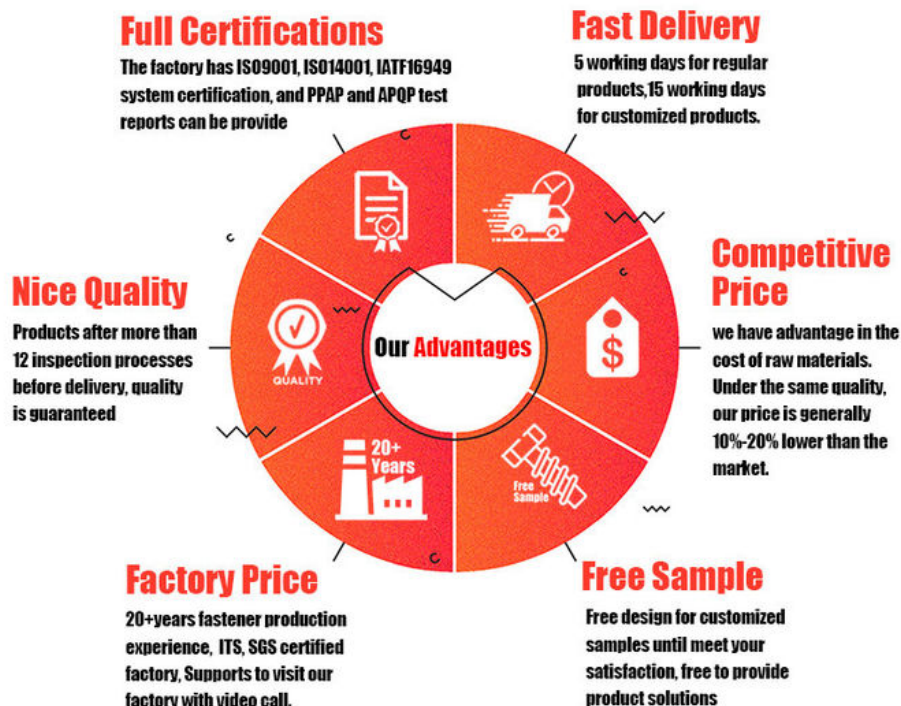 Full Certifications
The factory has ISO9001, ISO14001, IATF16949
system certification, and PPAP and APQP test
reports can be provide
Fast Delivery
5 working days for regular
products,15 working days
for customized products.
Nice Quality
Products after more than
12 inspection processes
before delivery, quality
is guaranteed
QUALITY
Our Advantages
$
Competitive
Price
we have advantage in the
cost of raw materials.
Under the same quality,
our price is generally
10%-20% lower than the
market.
20+
Years
Free
Sample
Factory Price
20+years fastener production
experience, ITS, SGS certified
factory, Supports to visit our
factory with video call.
Free Sample
Free design for customized
samples until meet your
satisfaction, free to provide
product solutions